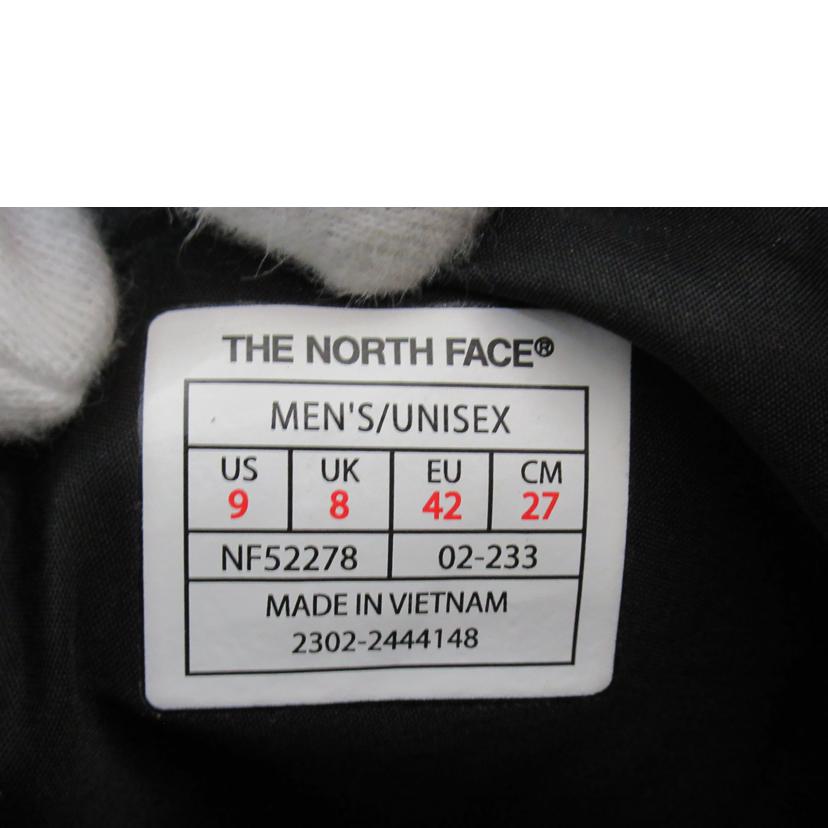 THE NORTH FACE®
MEN'S/UNISEX
US UK EU CM
9 8 42 27
NF52278 02-233
MADE IN VIETNAM
2302-2444148